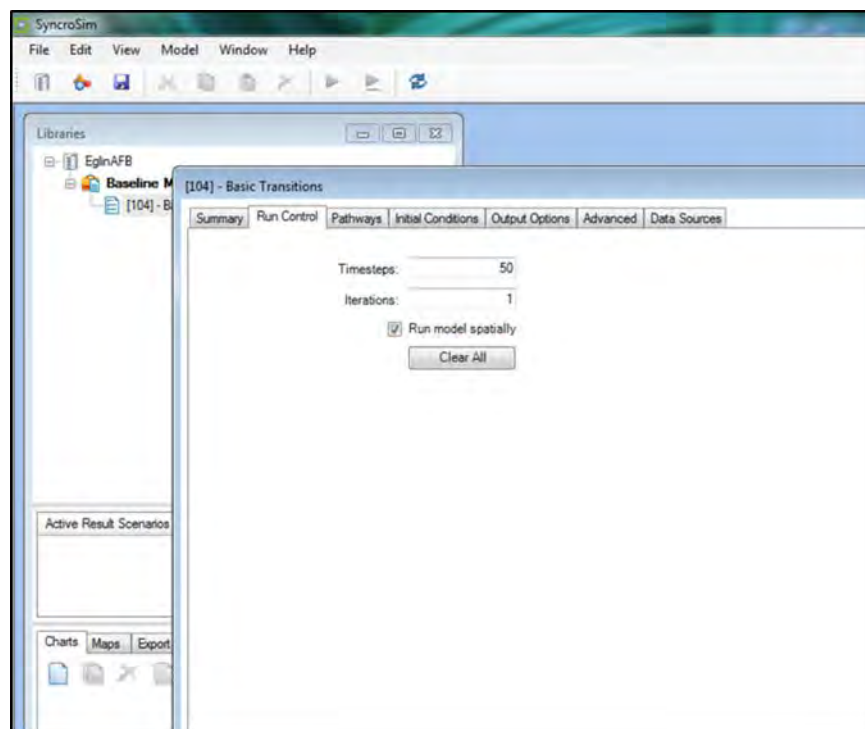 SyncroSim
File Edit View Model Window Help
Libraries
EglinAFB
Baseline M
[104] - B
[104] - Basic Transitions
Summary Run Control Pathways Initial Conditions Output Options Advanced Data Sources
Timesteps: 50
Iterations: 1
Run model spatially
Clear All
Active Result Scenarios
Charts Maps Export